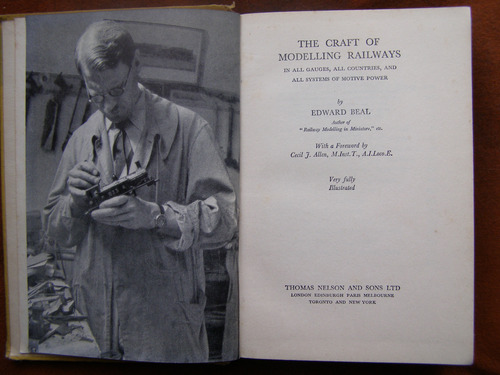 THE CRAFT OF
MODELLING RAILWAYS
IN ALL GAUGES, ALL COUNTRIES, AND
ALL SYSTEMS OF MOTIVE POWER
by
EDWARD BEAL
Author of
"Railway Modelling in Miniature," etc.
With a Foreword by
Cecil J. Allen, M.Inst.T., A.I.Loco.E.
Very fully
Illustrated
THOMAS NELSON AND SONS LTD
LONDON EDINBURGH PARIS MELBOURNE
TORONTO AND NEW YORK